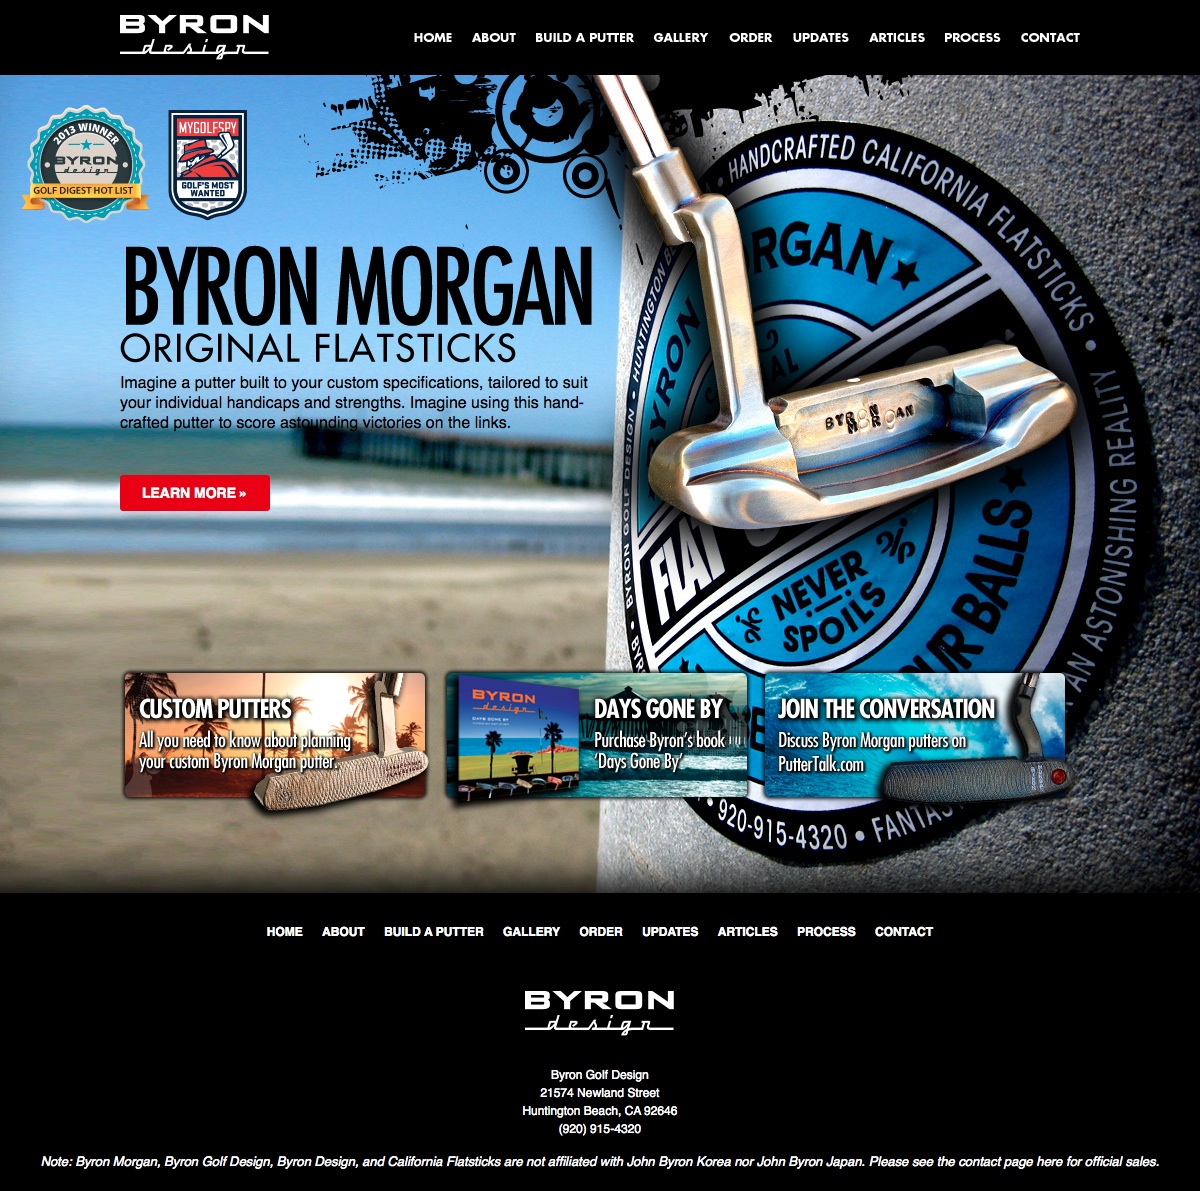 BYRON
design
HOME ABOUT BUILD A PUTTER GALLERY ORDER UPDATES ARTICLES PROCESS CONTACT
2013 WINNER
BYRON
design
GOLF DIGEST HOT LIST
MYGOLFSPY
GOLF'S MOST
WANTED
BYRON MORGAN
ORIGINAL FLATSTICKS
Imagine a putter built to your custom specifications, tailored to suit
your individual handicaps and strengths. Imagine using this hand-
crafted putter to score astounding victories on the links.
LEARN MORE »
HANDCRAFTED CALIFORNIA FLATSTICKS •
AN ASTONISHING REALITY
BYRON GOLF DESIGN • HUNTINGTON
BYRON
RGAN
BYRON
MORGAN
FLAT
NEVER
SPOILS
UR BALLS
• 920-915-4320 • FANTAS
CUSTOM PUTTERS
All you need to know about planning
your custom Byron Morgan putter.
BYRON
design
DAYS GONE BY
DAYS GONE BY
Purchase Byron's book
'Days Gone By'
JOIN THE CONVERSATION
Discuss Byron Morgan putters on
PutterTalk.com
HOME ABOUT BUILD A PUTTER GALLERY ORDER UPDATES ARTICLES PROCESS CONTACT
BYRON
design
Byron Golf Design
21574 Newland Street
Huntington Beach, CA 92646
(920) 915-4320
Note: Byron Morgan, Byron Golf Design, Byron Design, and California Flatsticks are not affiliated with John Byron Korea nor John Byron Japan. Please see the contact page here for official sales.